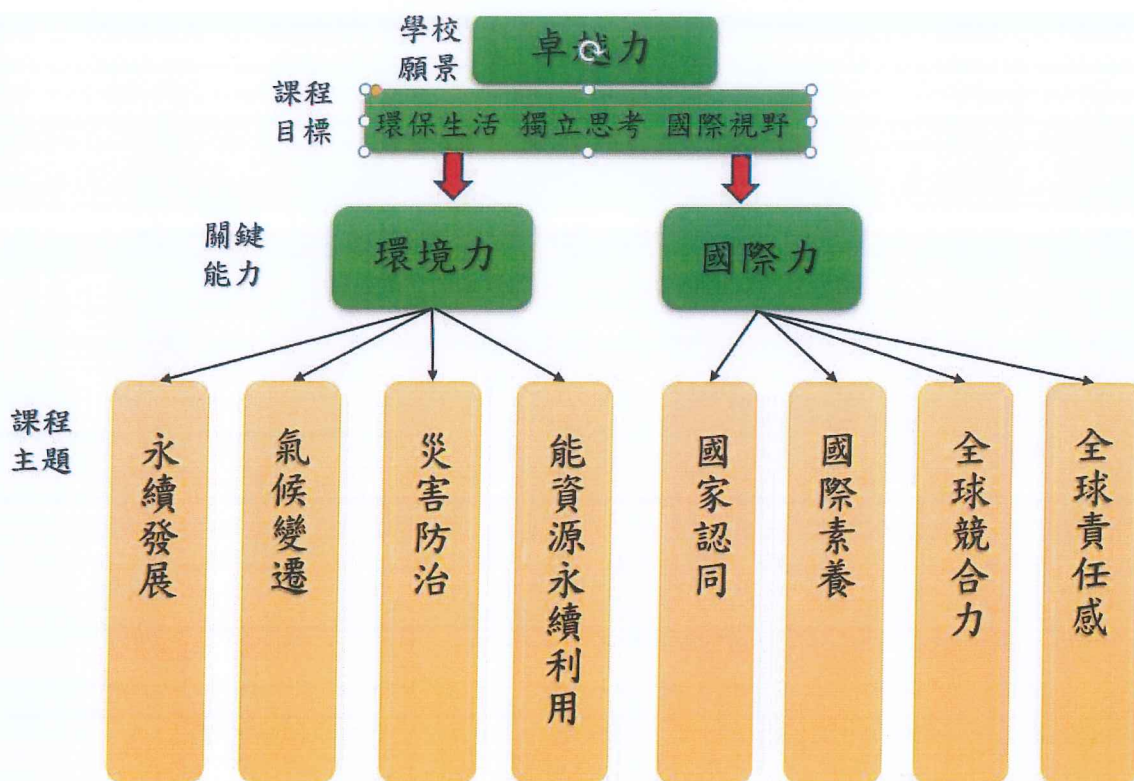 學校
願景
卓越力
課程
目標
環保生活 獨立思考 國際視野
關鍵
能力
環境力
國際力
課程
主題
永續發展
氣候變遷
災害防治
能資源永續利用
國家認同
國際素養
全球競合力
全球責任感